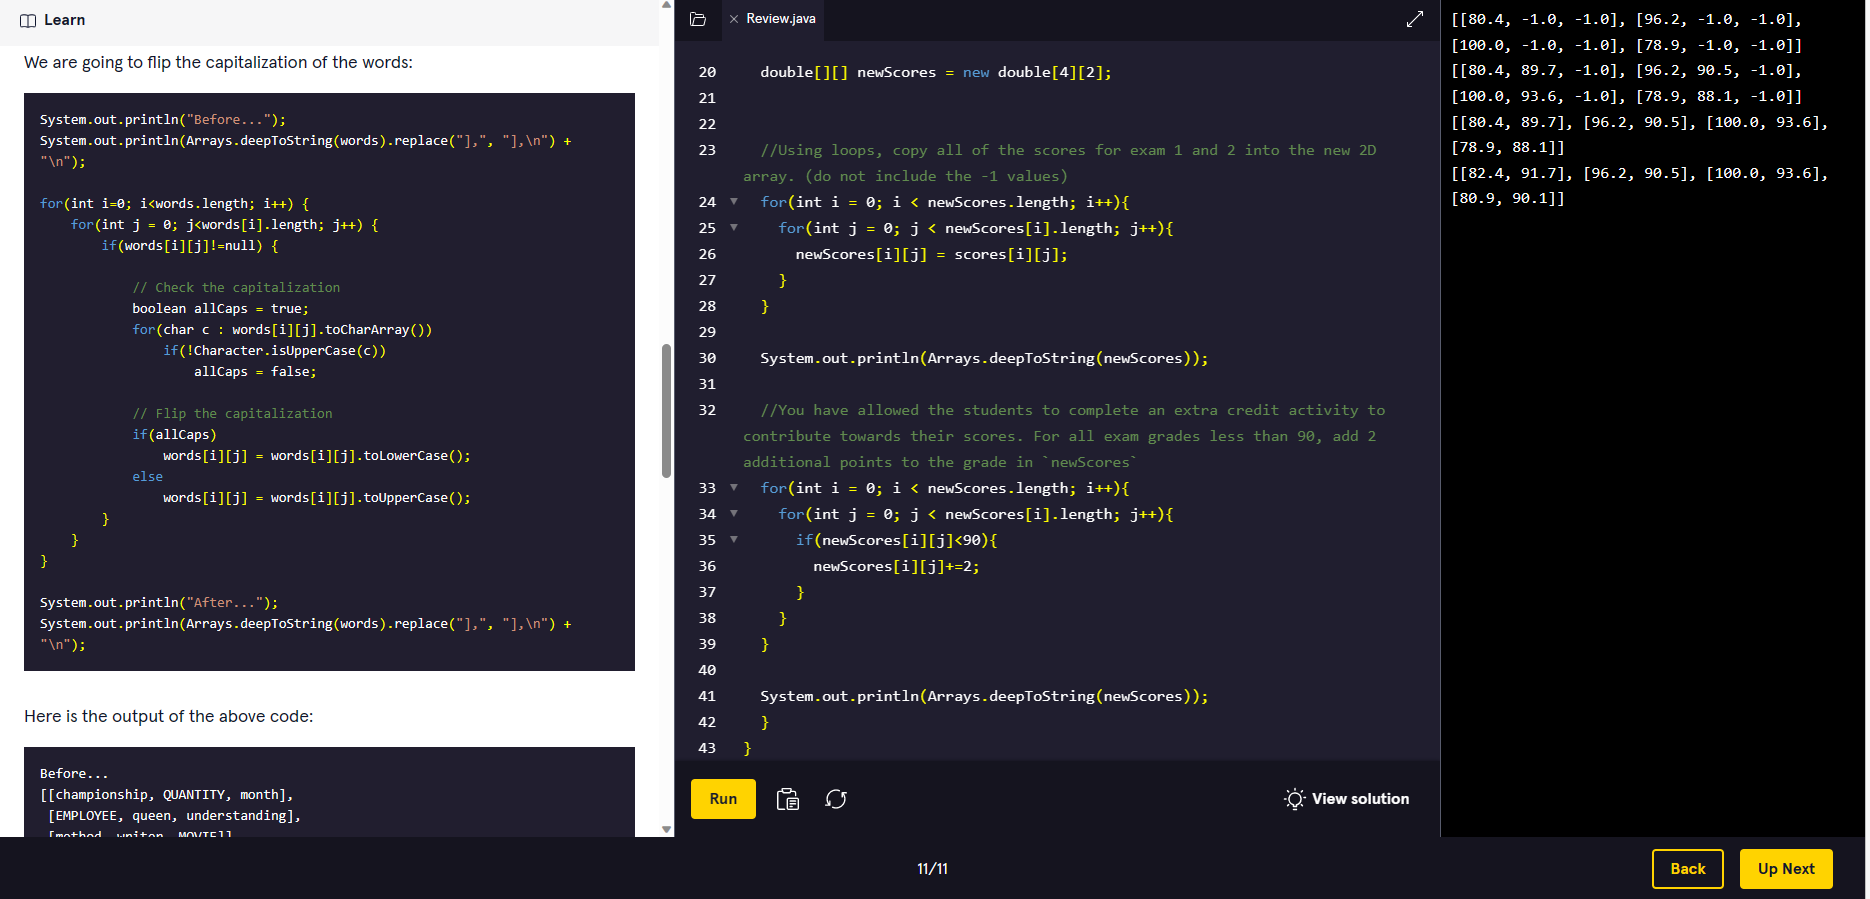 Learn
We are going to flip the capitalization of the words:
System.out.println("Before...");
System.out.println(Arrays.deepToString(words).replace("],", "],\n") +
"\n");
for(int i=0; i<words.length; i++) {
for(int j = 0; j<words[i].length; j++) {
if(words[i][j]!=null) {
// Check the capitalization
boolean allCaps = true;
for(char c : words[i][j].toCharArray())
if(!Character.isUpperCase(c))
allCaps = false;
// Flip the capitalization
if(allCaps)
words[i][j] = words[i][j].toLowerCase();
else
words[i][j] = words[i][j].toUpperCase();
}
}
}
System.out.println("After...");
System.out.println(Arrays.deepToString(words).replace("],", "],\n") +
"\n");
Here is the output of the above code:
Before...
[[championship, QUANTITY, month],
[EMPLOYEE, queen, understanding],
[method, writer, MOVIE]]
Review.java
20 double[][] newScores = new double[4][2];
21
22
23 //Using loops, copy all of the scores for exam 1 and 2 into the new 2D
array. (do not include the -1 values)
24 for(int i = 0; i < newScores.length; i++){
25 for(int j = 0; j < newScores[i].length; j++){
26 newScores[i][j] = scores[i][j];
27 }
28 }
29
30 System.out.println(Arrays.deepToString(newScores));
31
32 //You have allowed the students to complete an extra credit activity to
contribute towards their scores. For all exam grades less than 90, add 2
additional points to the grade in `newScores`
33 for(int i = 0; i < newScores.length; i++){
34 for(int j = 0; j < newScores[i].length; j++){
35 if(newScores[i][j]<90){
36 newScores[i][j]+=2;
37 }
38 }
39 }
40
41 System.out.println(Arrays.deepToString(newScores));
42 }
43 }
Run
View solution
[[80.4, -1.0, -1.0], [96.2, -1.0, -1.0],
[100.0, -1.0, -1.0], [78.9, -1.0, -1.0]]
[[80.4, 89.7, -1.0], [96.2, 90.5, -1.0],
[100.0, 93.6, -1.0], [78.9, 88.1, -1.0]]
[[80.4, 89.7], [96.2, 90.5], [100.0, 93.6],
[78.9, 88.1]]
[[82.4, 91.7], [96.2, 90.5], [100.0, 93.6],
[80.9, 90.1]]
11/11
Back
Up Next